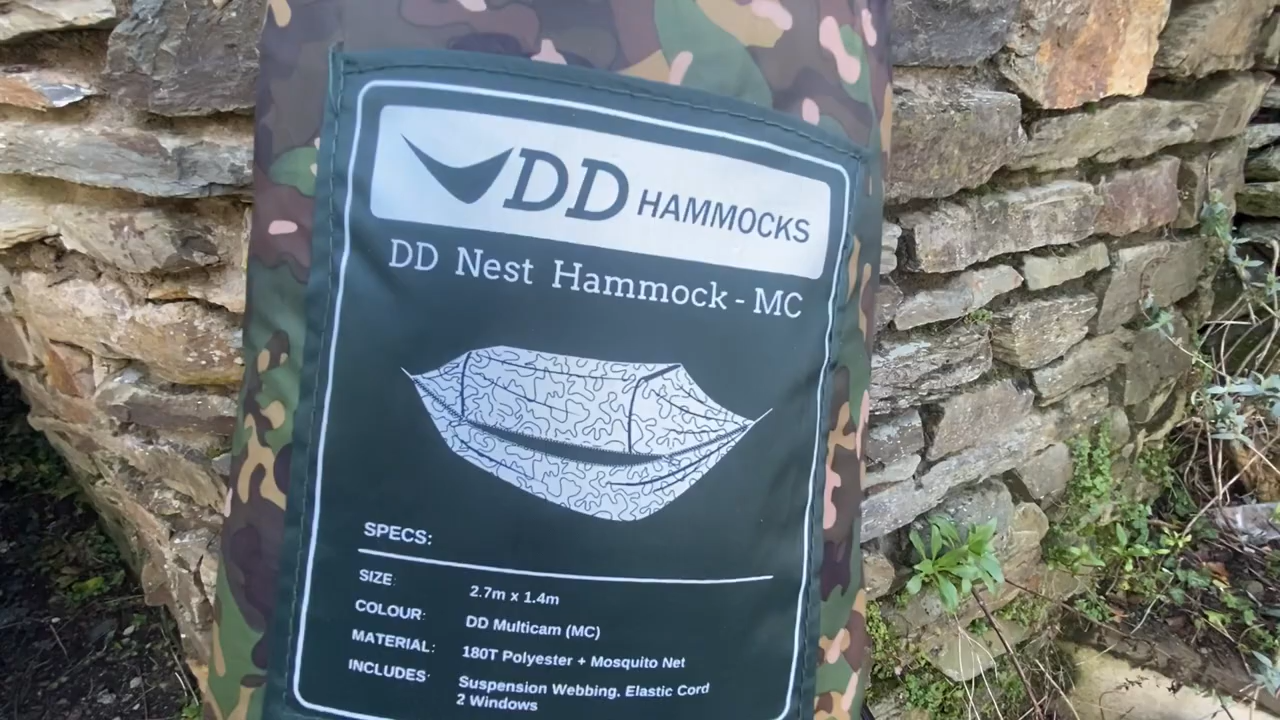 DD HAMMOCKS
DD Nest Hammock - MC
SPECS:
SIZE: 2.7m x 1.4m
COLOUR: DD Multicam (MC)
MATERIAL: 180T Polyester + Mosquito Net
INCLUDES: Suspension Webbing, Elastic Cord
2 Windows